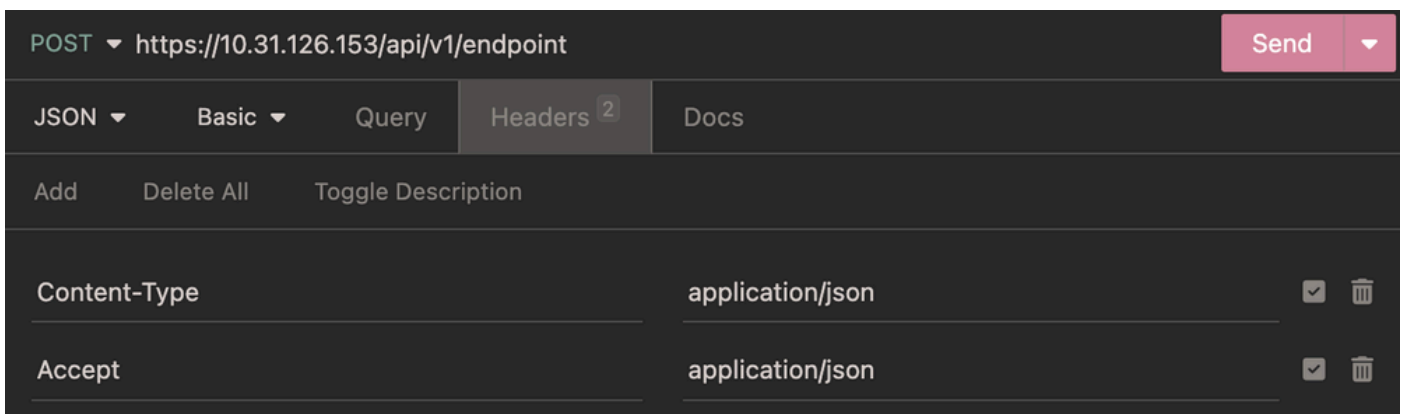 POST https://10.31.126.153/api/v1/endpoint Send
JSON Basic Query Headers 2 Docs
Add Delete All Toggle Description
Content-Type application/json
Accept application/json